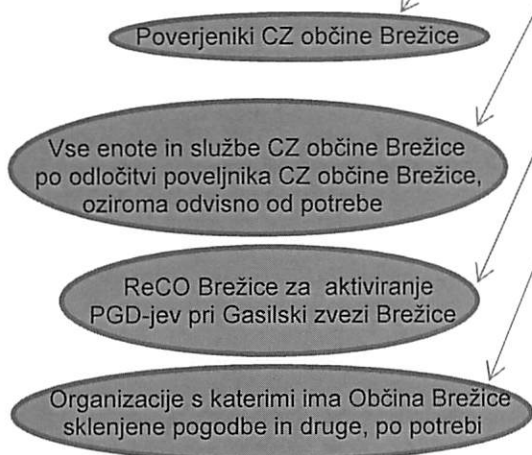 Poverjeniki CZ občine Brežice
Vse enote in službe CZ občine Brežice
po odločitvi poveljnika CZ občine Brežice,
oziroma odvisno od potrebe
ReCO Brežice za aktiviranje
PGD-jev pri Gasilski zvezi Brežice
Organizacije s katerimi ima Občina Brežice
sklenjene pogodbe in druge, po potrebi